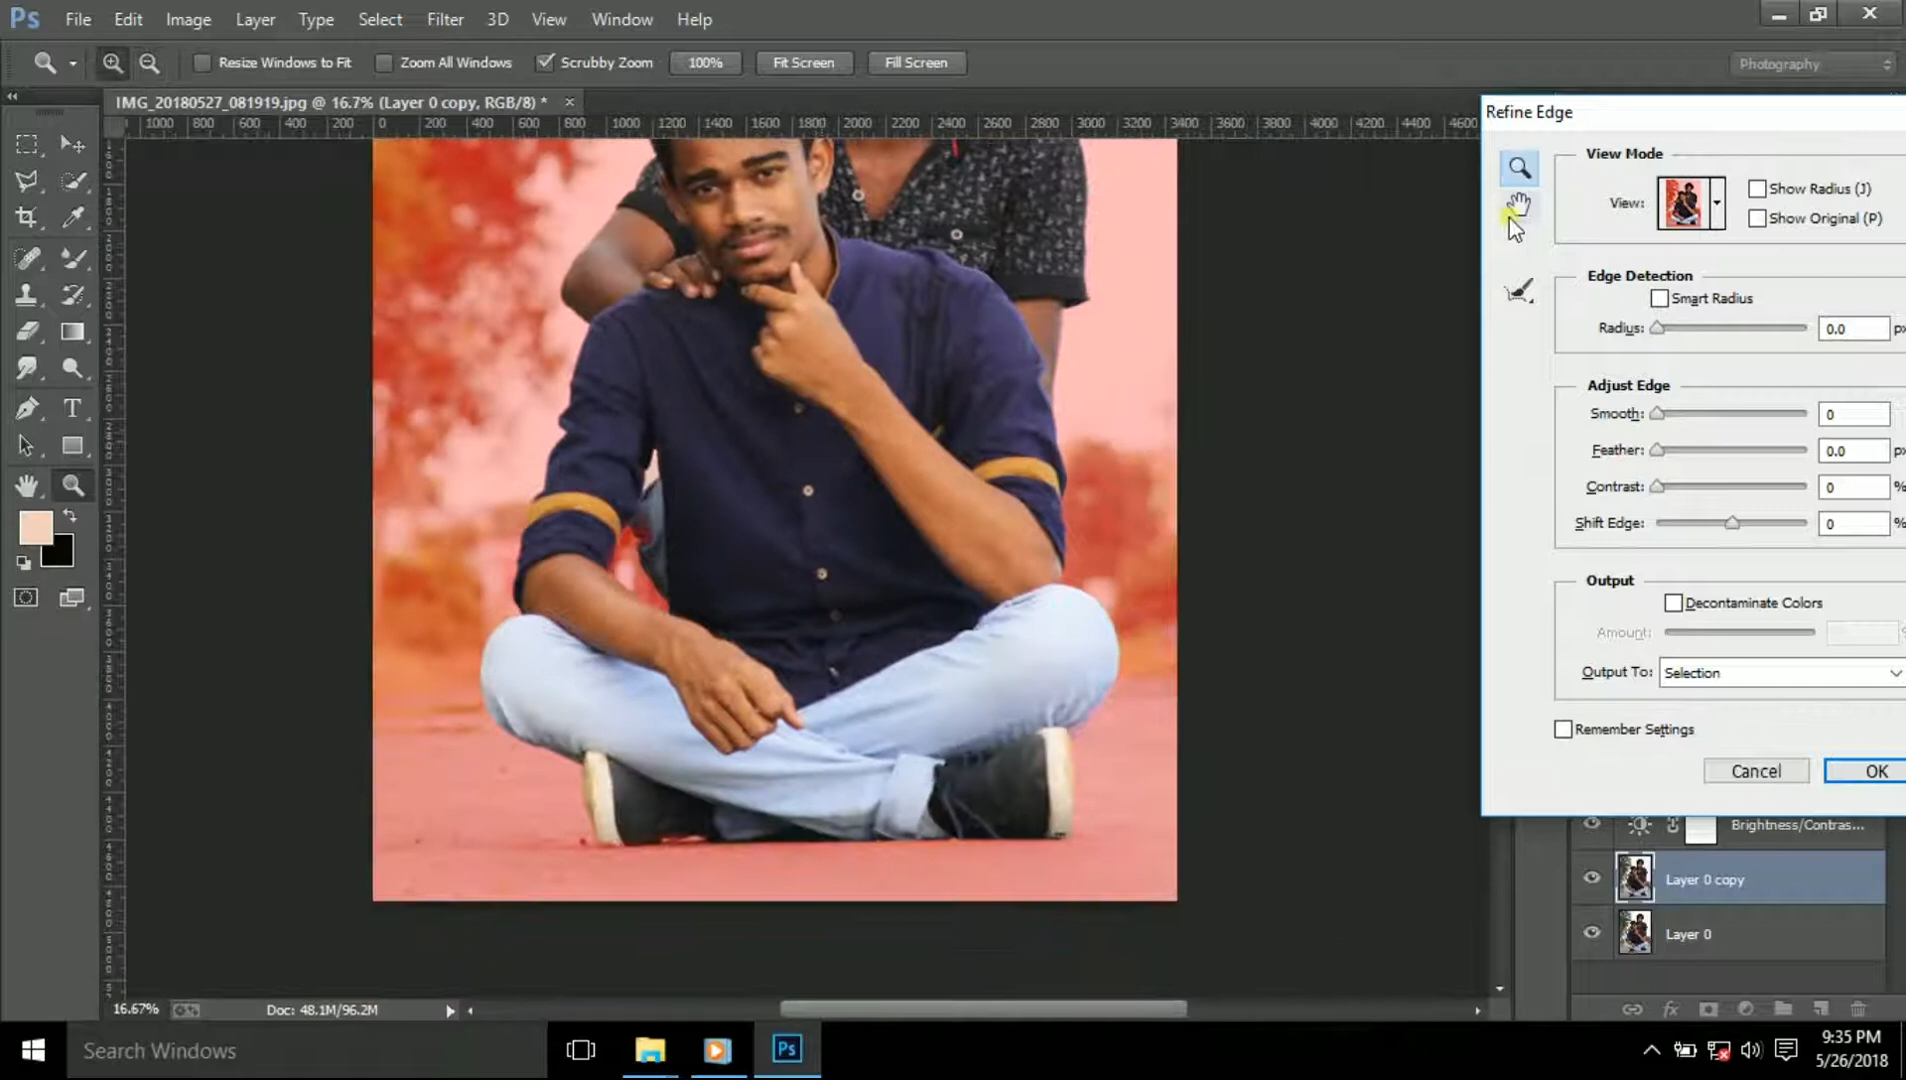 Ps File Edit Image Layer Type Select Filter 3D View Window Help
Resize Windows to Fit Zoom All Windows Scrubby Zoom 100% Fit Screen Fill Screen Photography
IMG_20180527_081919.jpg @ 16.7% (Layer 0 copy, RGB/8) * ×
1000 800 600 400 200 0 200 400 600 800 1000 1200 1400 1600 1800 2000 2200 2400 2600 2800 3000 3200 3400 3600 3800 4000 4200 4400 4600
Refine Edge
View Mode
View: Show Radius (J)
Show Original (P)
Edge Detection
Smart Radius
Radius: 0.0 px
Adjust Edge
Smooth: 0
Feather: 0.0 px
Contrast: 0 %
Shift Edge: 0 %
Output
Decontaminate Colors
Amount:
Output To: Selection
Remember Settings
Cancel OK
Brightness/Contras...
Layer 0 copy
Layer 0
16.67% Doc: 48.1M/96.2M
fx
Search Windows Ps
9:35 PM
5/26/2018